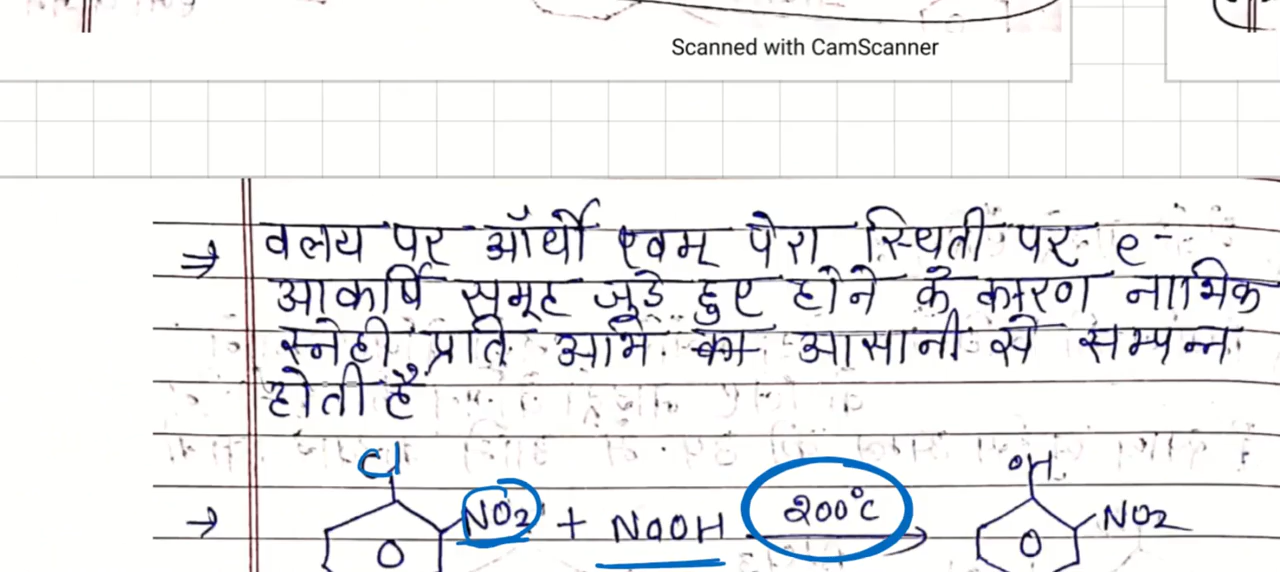 Scanned with CamScanner
⇒ वलय पर ऑर्थो एवम् पेरा स्थिती पर e-
आकर्षि समूह जुडे हुए होने के कारण नाभिक
स्नेही प्रति आभि. का आसानी से सम्पन्न
होती है
Cl OH
→ NO2 + NaOH 200°C NO2